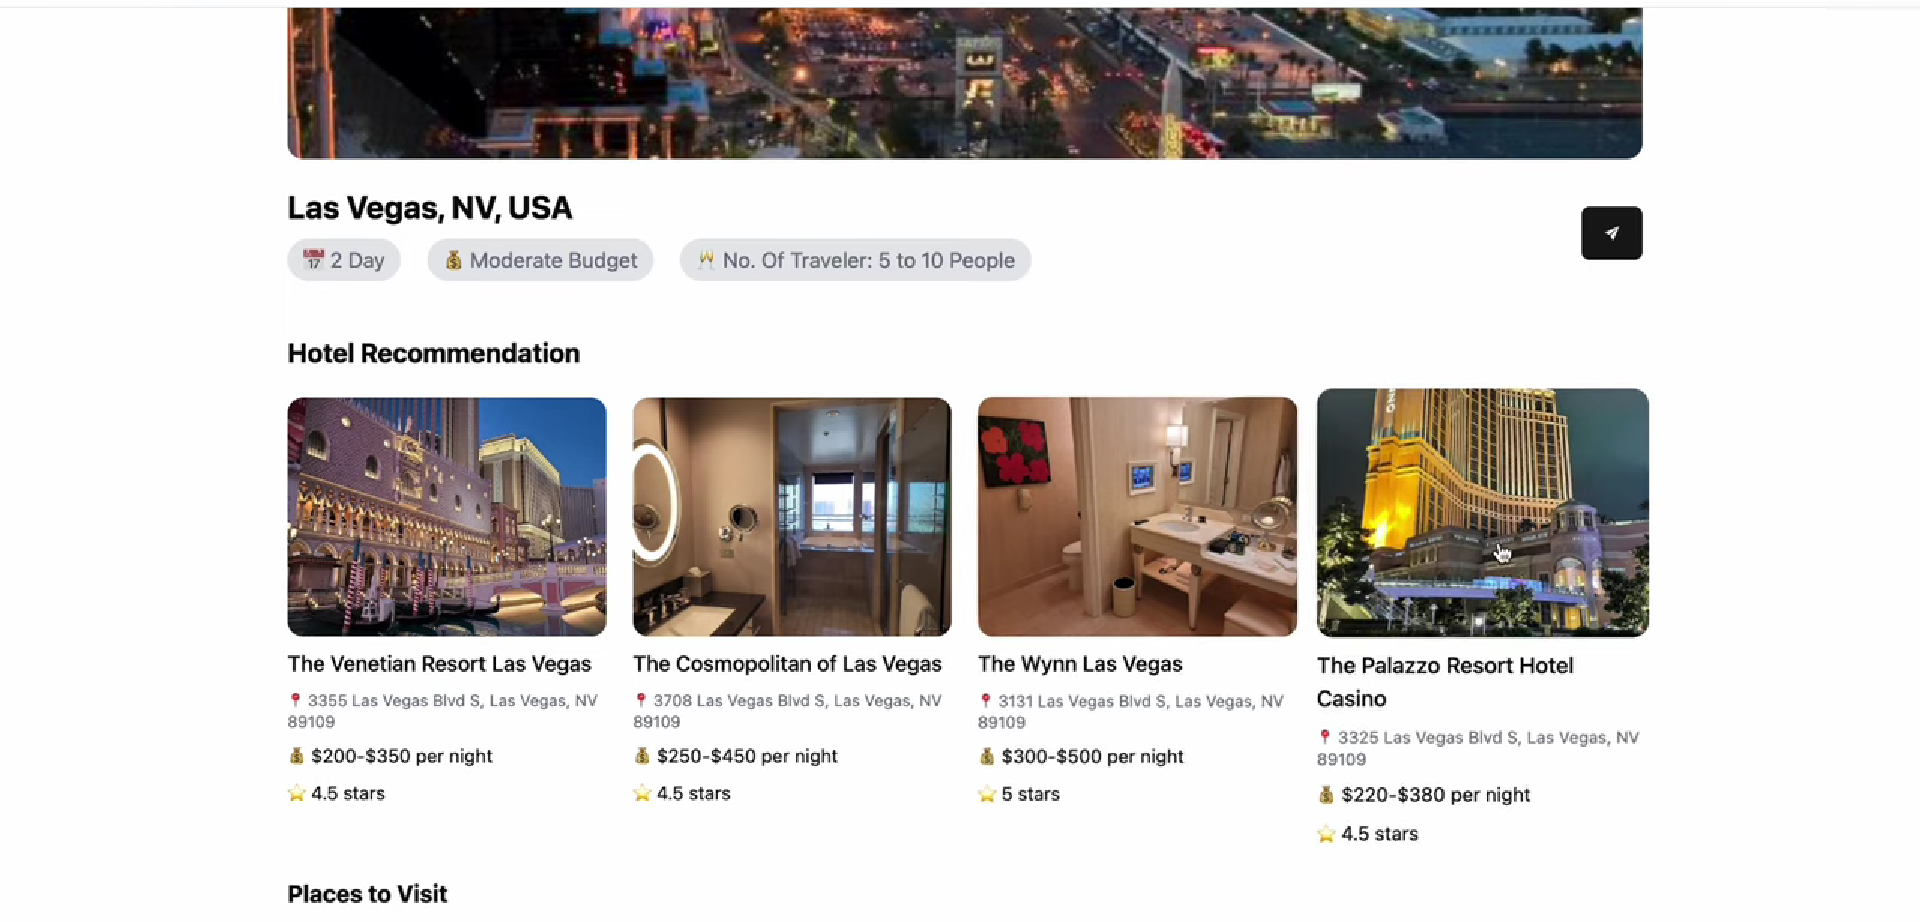 Las Vegas, NV, USA
2 Day
Moderate Budget
No. Of Traveler: 5 to 10 People
Hotel Recommendation
The Venetian Resort Las Vegas
3355 Las Vegas Blvd S, Las Vegas, NV
89109
$200-$350 per night
4.5 stars
The Cosmopolitan of Las Vegas
3708 Las Vegas Blvd S, Las Vegas, NV
89109
$250-$450 per night
4.5 stars
The Wynn Las Vegas
3131 Las Vegas Blvd S, Las Vegas, NV
89109
$300-$500 per night
5 stars
The Palazzo Resort Hotel
Casino
3325 Las Vegas Blvd S, Las Vegas, NV
89109
$220-$380 per night
4.5 stars
Places to Visit